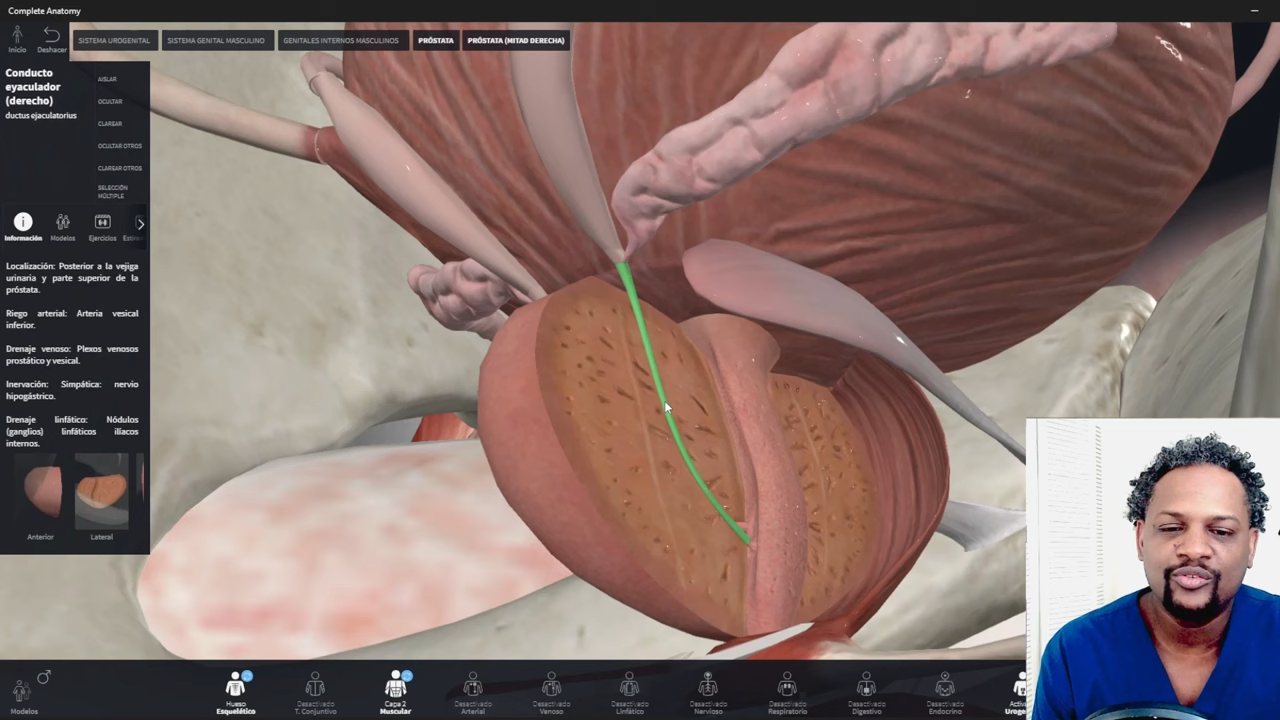 Complete Anatomy
Inicio
Deshacer
SISTEMA UROGENITAL
SISTEMA GENITAL MASCULINO
GENITALES INTERNOS MASCULINOS
PRÓSTATA
PRÓSTATA (MITAD DERECHA)
Conducto
eyaculador
(derecho)
ductus ejaculatorius
AISLAR
OCULTAR
CLAREAR
OCULTAR OTROS
CLAREAR OTROS
SELECCIÓN
MÚLTIPLE
Información
Modelos
Ejercicios
Localización: Posterior a la vejiga
urinaria y parte superior de la
próstata.
Riego arterial: Arteria vesical
inferior.
Drenaje venoso: Plexos venosos
prostático y vesical.
Inervación: Simpática: nervio
hipogástrico.
Drenaje linfático: Nódulos
(ganglios) linfáticos ilíacos
internos.
Anterior
Lateral
Modelos
Hueso
Esquelético
Desactivado
T. Conjuntivo
Capa 2
Muscular
Desactivado
Arterial
Desactivado
Venoso
Desactivado
Linfático
Desactivado
Nervioso
Desactivado
Respiratorio
Desactivado
Digestivo
Desactivado
Endocrino